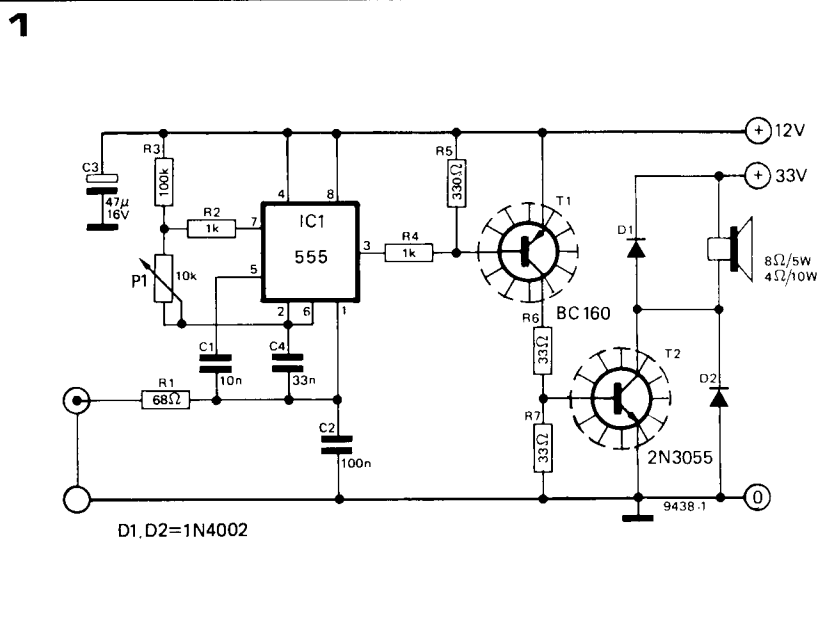 1
+ 12V
R3
R5
C3
100k
330Ω
+ 33V
47µ
16V
4
8
T1
R2
IC1
1k
7
R4
D1
555
3
1k
5
P1
10k
8Ω/5W
4Ω/10W
2
6
1
R6
BC160
33Ω
C1
C4
T2
10n
33n
R1
D2
68Ω
R7
C2
33Ω
100n
2N3055
9438-1
0
D1,D2=1N4002